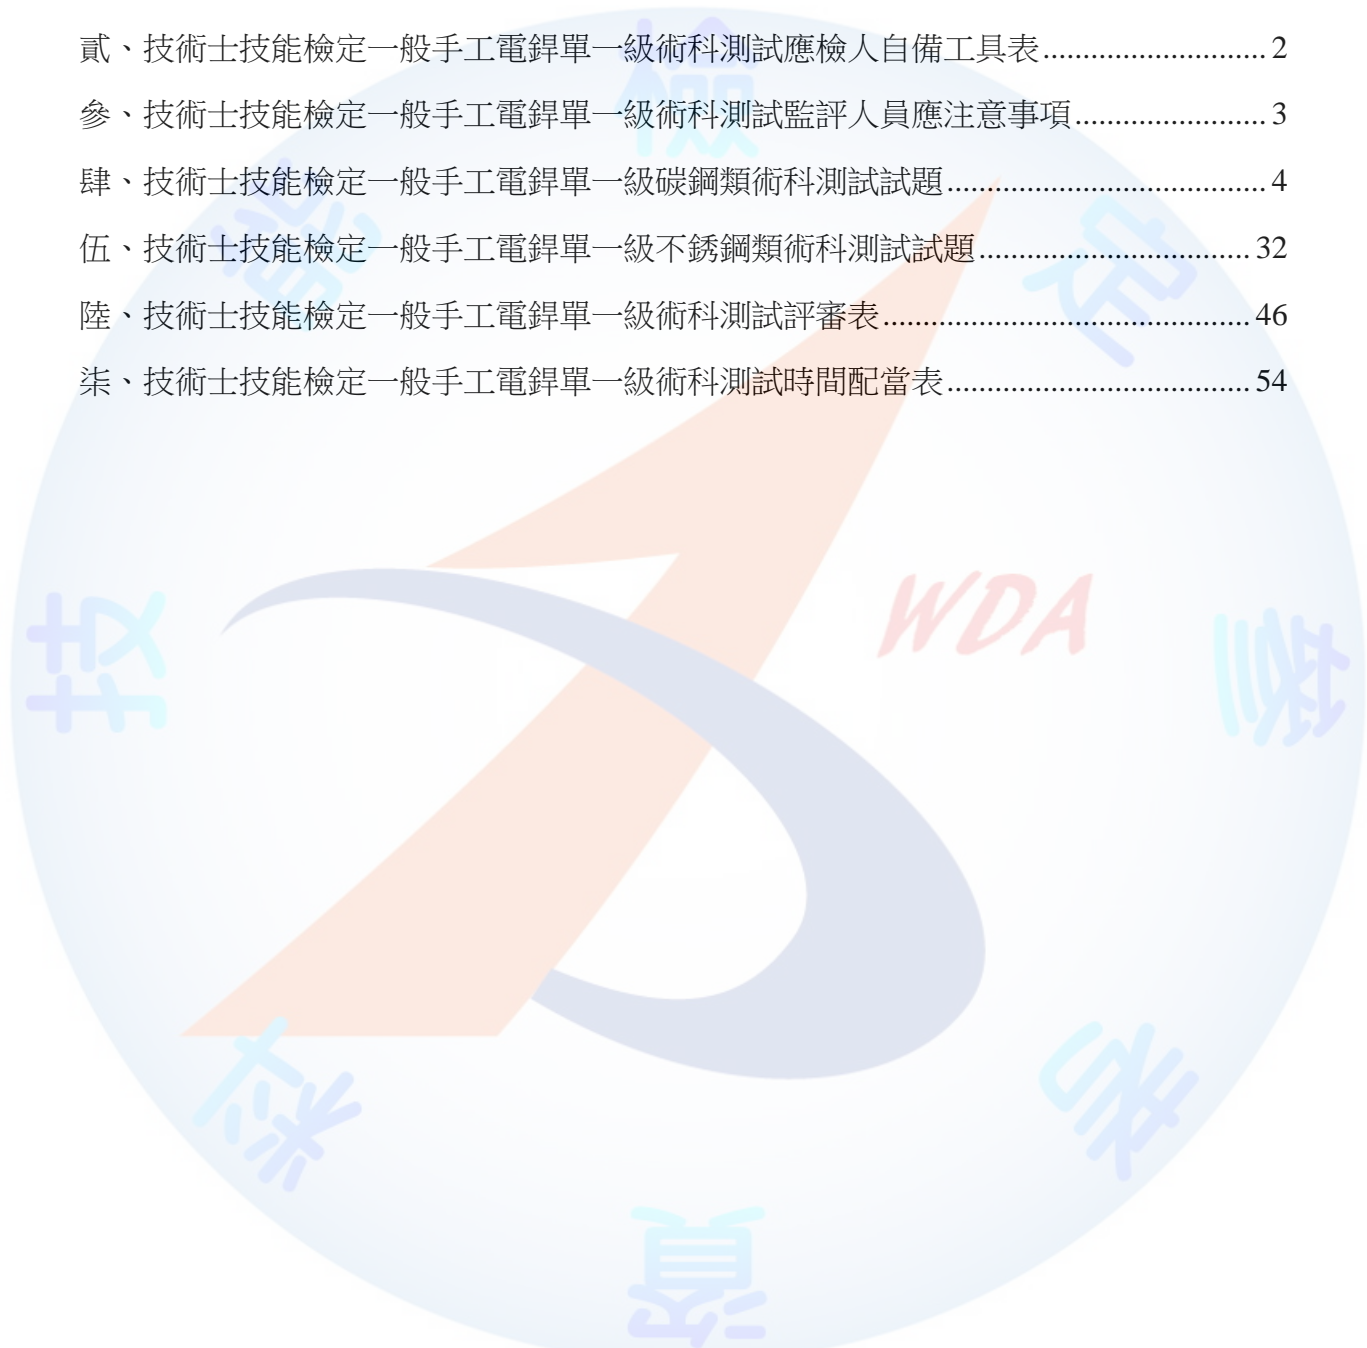 貳、技術士技能檢定一般手工電銲單一級術科測試應檢人自備工具表............................ 2
參、技術士技能檢定一般手工電銲單一級術科測試監評人員應注意事項........................ 3
肆、技術士技能檢定一般手工電銲單一級碳鋼類術科測試試題........................................ 4
伍、技術士技能檢定一般手工電銲單一級不銹鋼類術科測試試題.................................. 32
陸、技術士技能檢定一般手工電銲單一級術科測試評審表.............................................. 46
柒、技術士技能檢定一般手工電銲單一級術科測試時間配當表...................................... 54
檢
能
定
WDA
技
參
術
考
資